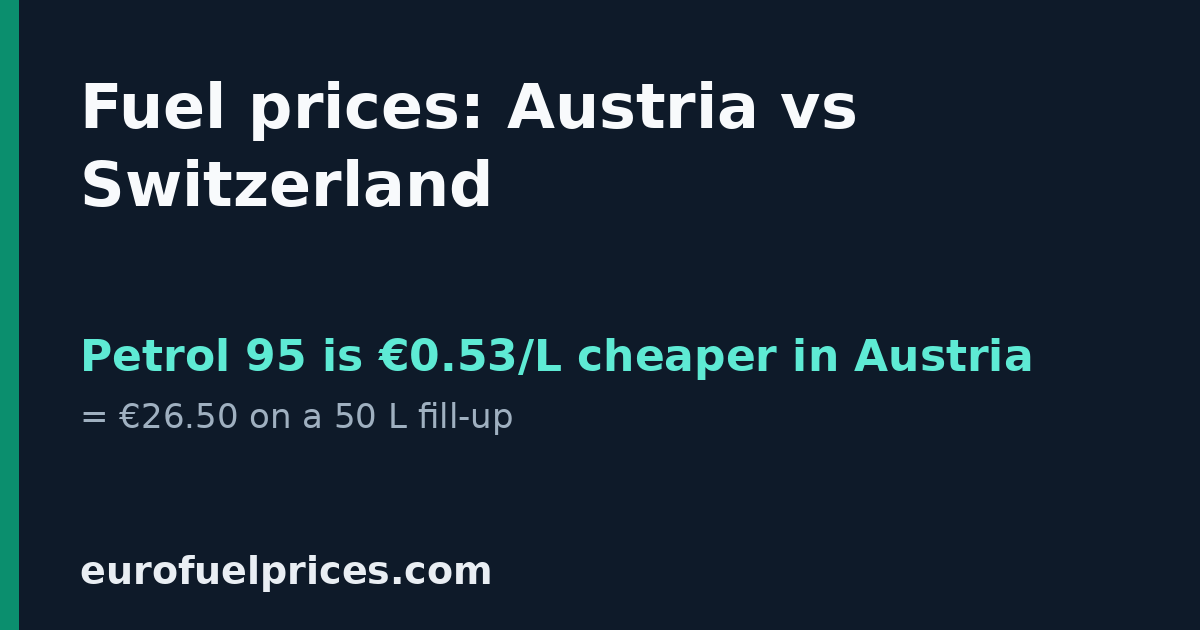 Fuel prices: Austria vs
Switzerland
Petrol 95 is €0.53/L cheaper in Austria
= €26.50 on a 50 L fill-up
eurofuelprices.com